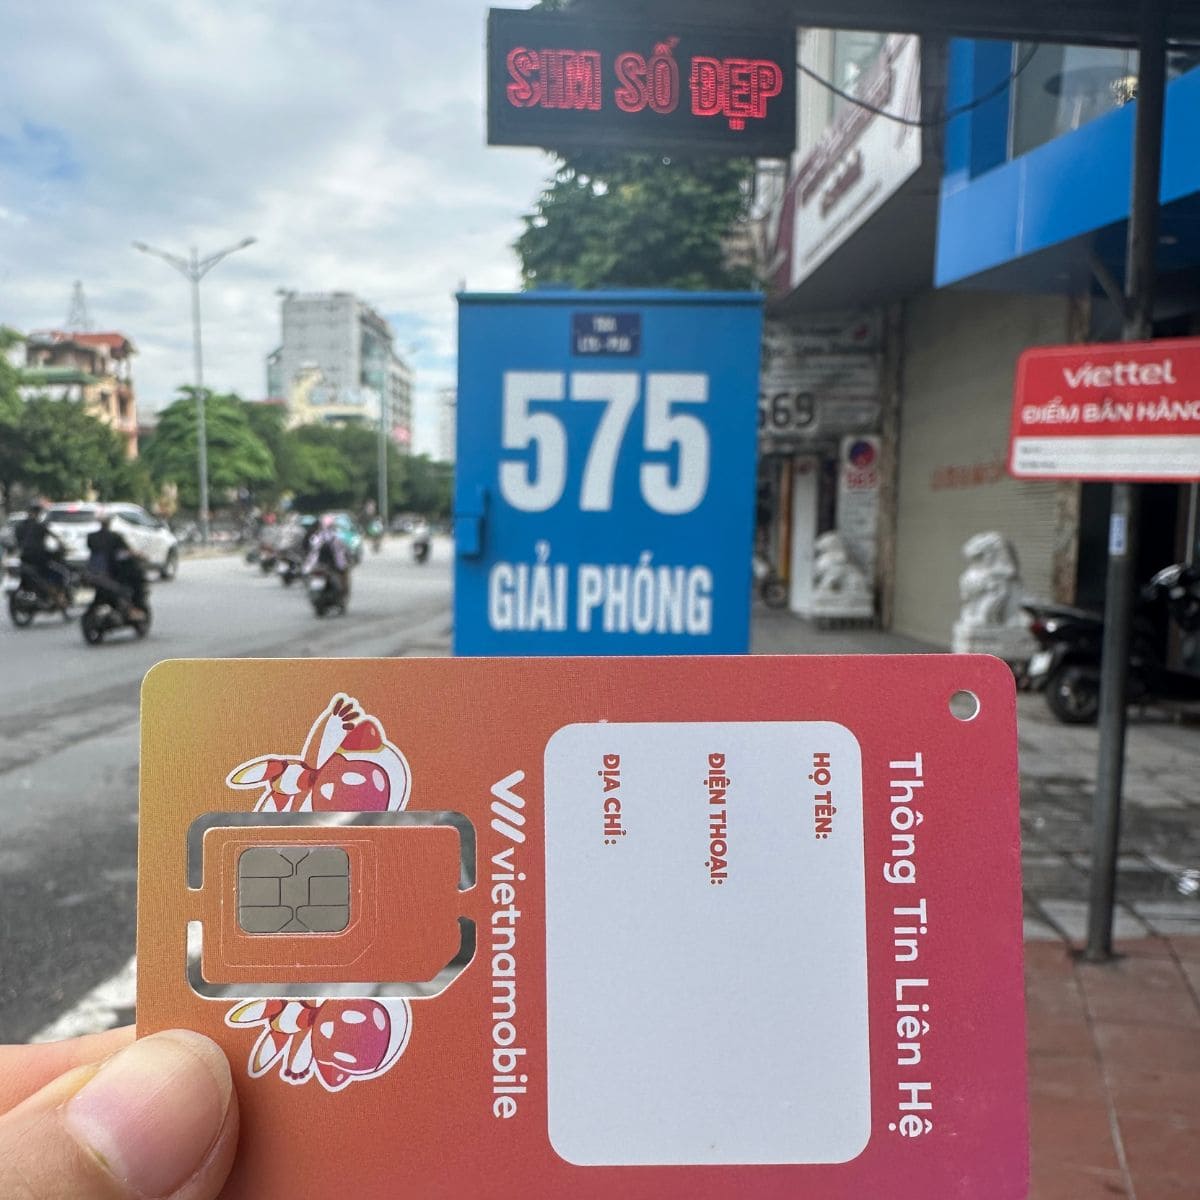 SIM SỐ ĐẸP
575
GIẢI PHÓNG
569
569
viettel
ĐIỂM BÁN HÀNG
Thông Tin Liên Hệ
HỌ TÊN:
ĐIỆN THOẠI:
ĐỊA CHỈ:
vietnamobile